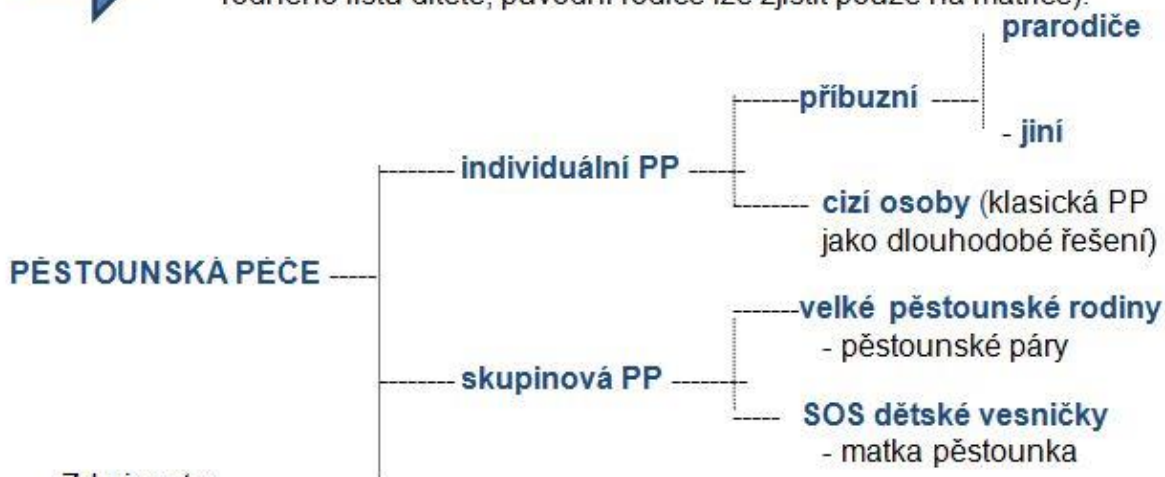 rodného listu dítěte, původní rodiče lze zjistit pouze na matrice).
prarodiče
příbuzní
- jiní
individuální PP
cizí osoby (klasická PP
jako dlouhodobé řešení)
PĚSTOUNSKÁ PÉČE
velké pěstounské rodiny
- pěstounské páry
skupinová PP
SOS dětské vesničky
- matka pěstounka